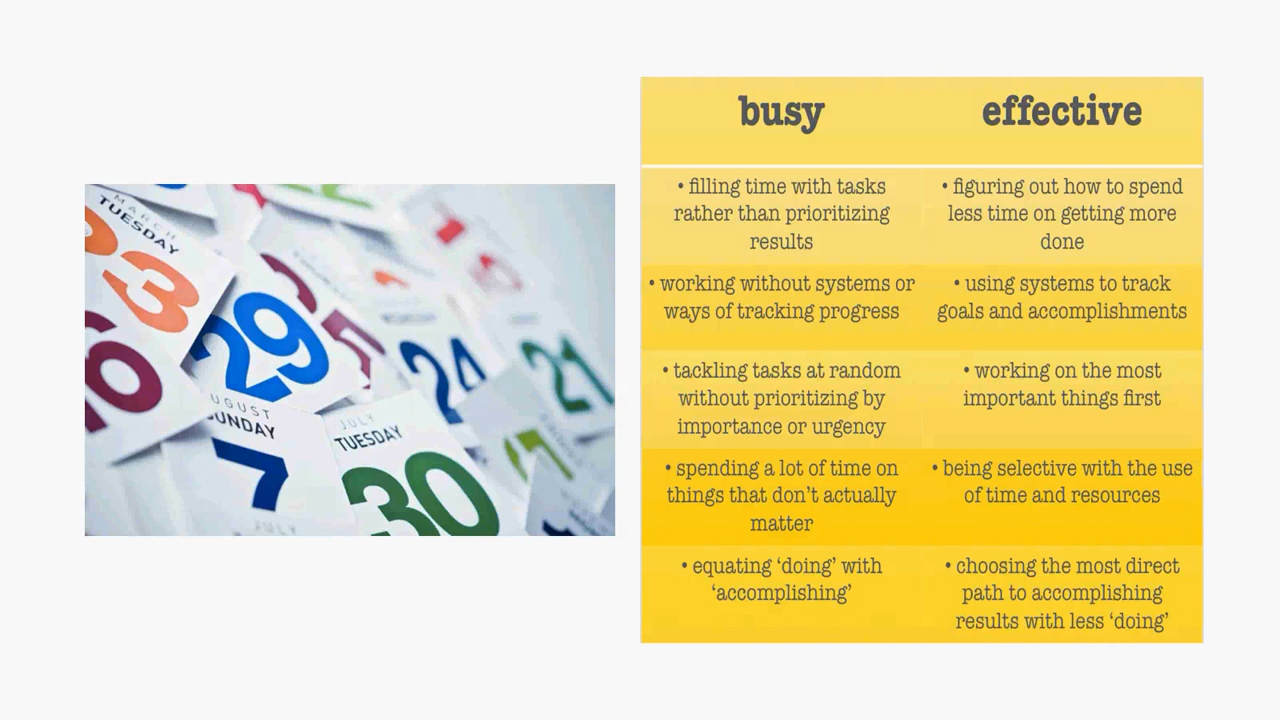 MARCH
TUESDAY
3
29
6
24
21
AUGUST
SUNDAY
7
JULY
JULY
TUESDAY
30
busy effective
• filling time with tasks
rather than prioritizing
results
• figuring out how to spend
less time on getting more
done
• working without systems or
ways of tracking progress
• using systems to track
goals and accomplishments
• tackling tasks at random
without prioritizing by
importance or urgency
• working on the most
important things first
• spending a lot of time on
things that don’t actually
matter
• being selective with the use
of time and resources
• equating ‘doing’ with
‘accomplishing’
• choosing the most direct
path to accomplishing
results with less ‘doing’